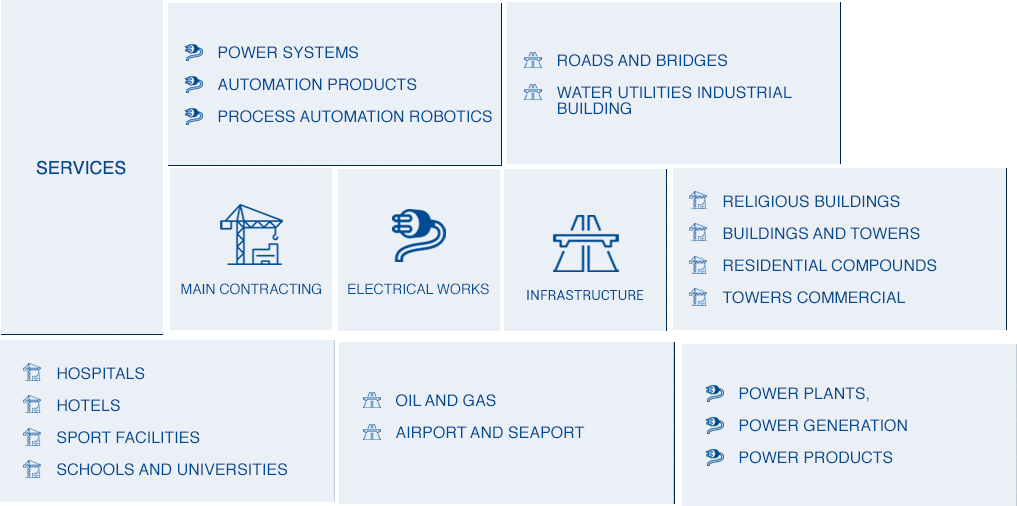 SERVICES
POWER SYSTEMS
AUTOMATION PRODUCTS
PROCESS AUTOMATION ROBOTICS
ROADS AND BRIDGES
WATER UTILITIES INDUSTRIAL
BUILDING
MAIN CONTRACTING
ELECTRICAL WORKS
INFRASTRUCTURE
RELIGIOUS BUILDINGS
BUILDINGS AND TOWERS
RESIDENTIAL COMPOUNDS
TOWERS COMMERCIAL
HOSPITALS
HOTELS
SPORT FACILITIES
SCHOOLS AND UNIVERSITIES
OIL AND GAS
AIRPORT AND SEAPORT
POWER PLANTS,
POWER GENERATION
POWER PRODUCTS